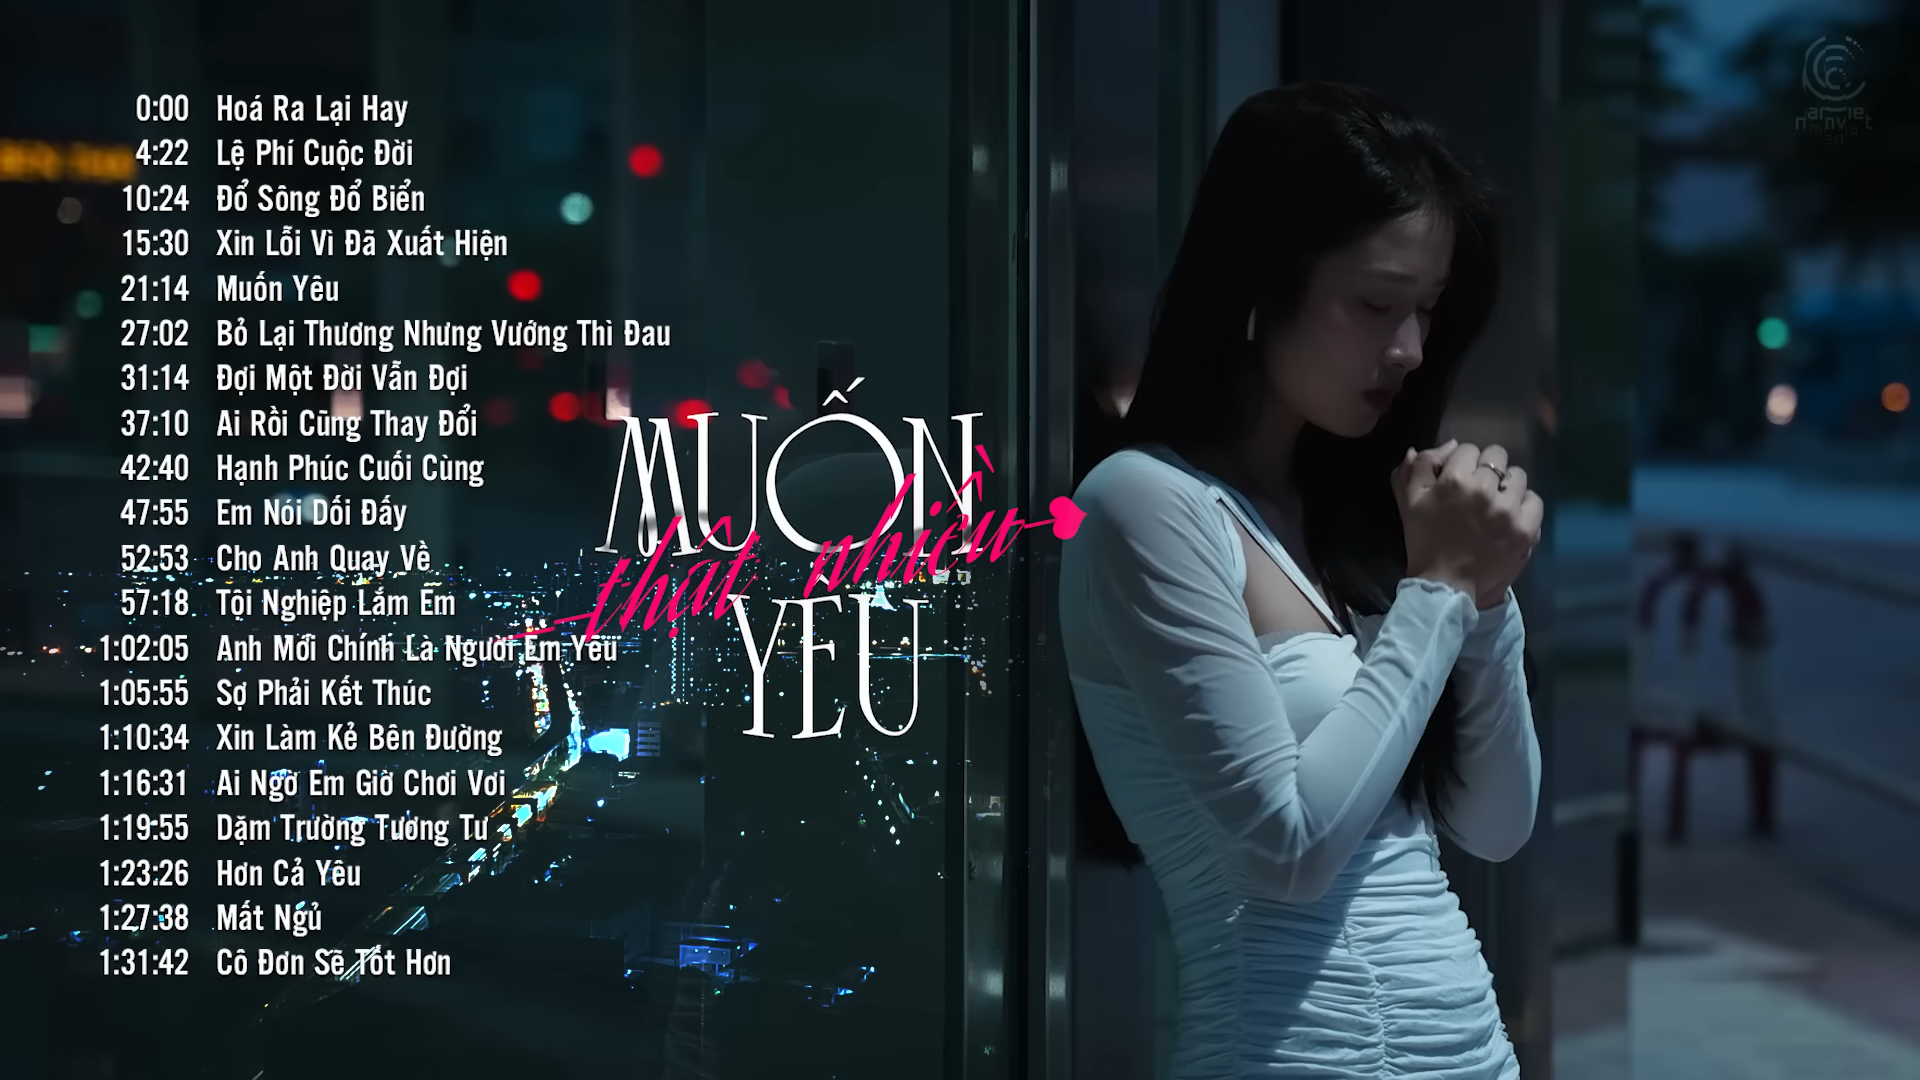 0:00 Hoá Ra Lại Hay
4:22 Lệ Phí Cuộc Đời
10:24 Đổ Sông Đổ Biển
15:30 Xin Lỗi Vì Đã Xuất Hiện
21:14 Muốn Yêu
27:02 Bỏ Lại Thương Nhưng Vướng Thì Đau
31:14 Đợi Một Đời Vẫn Đợi
37:10 Ai Rồi Cũng Thay Đổi
42:40 Hạnh Phúc Cuối Cùng
47:55 Em Nói Dối Đấy
52:53 Chọ Anh Quay Về
57:18 Tội Nghiệp Lắm Em
1:02:05 Anh Mới Chính Là Người Em Yêu
1:05:55 Sợ Phải Kết Thúc
1:10:34 Xin Làm Kẻ Bên Đường
1:16:31 Ai Ngờ Em Giờ Chơi Vơi
1:19:55 Dặm Trường Tương Tư
1:23:26 Hơn Cả Yêu
1:27:38 Mất Ngủ
1:31:42 Cô Đơn Sẽ Tốt Hơn
MUỐN
thật nhiều
YÊU